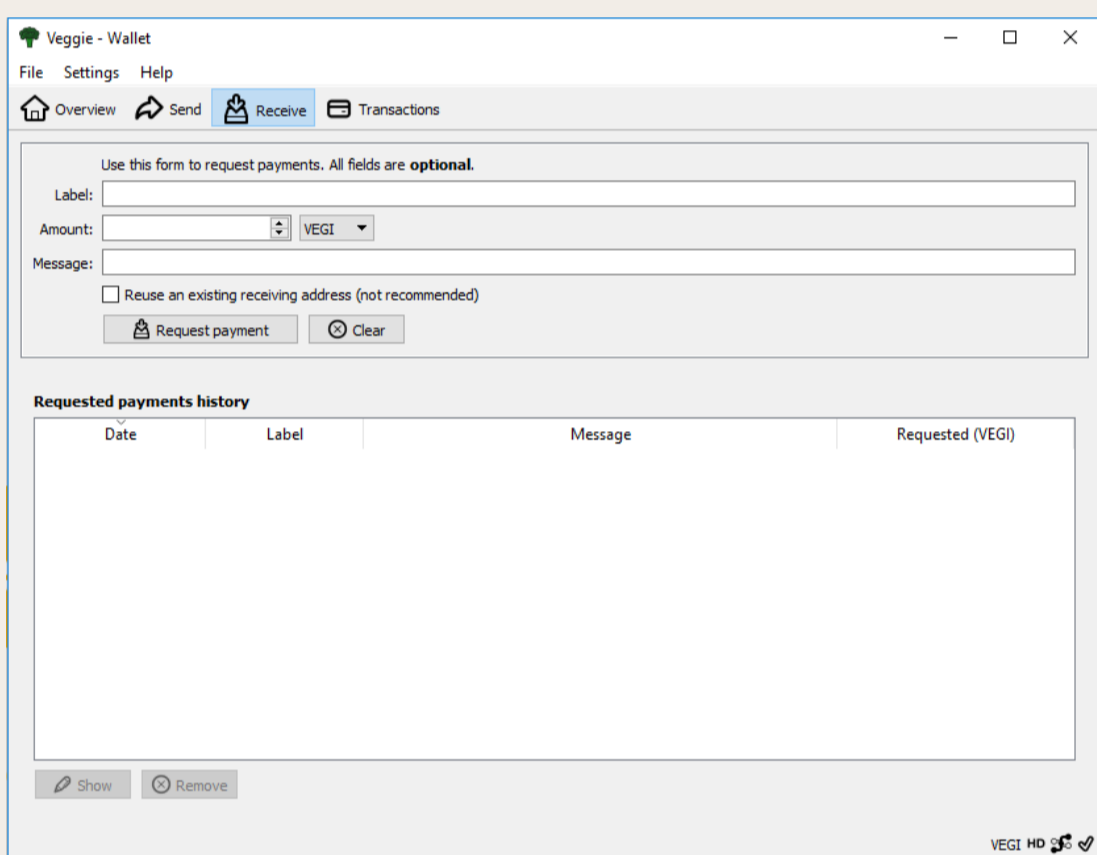 Veggie - Wallet
File Settings Help
Overview Send Receive Transactions
Use this form to request payments. All fields are optional.
Label:
Amount: VEGI
Message:
Reuse an existing receiving address (not recommended)
Request payment Clear
Requested payments history
Date Label Message Requested (VEGI)
Show Remove
VEGI HD